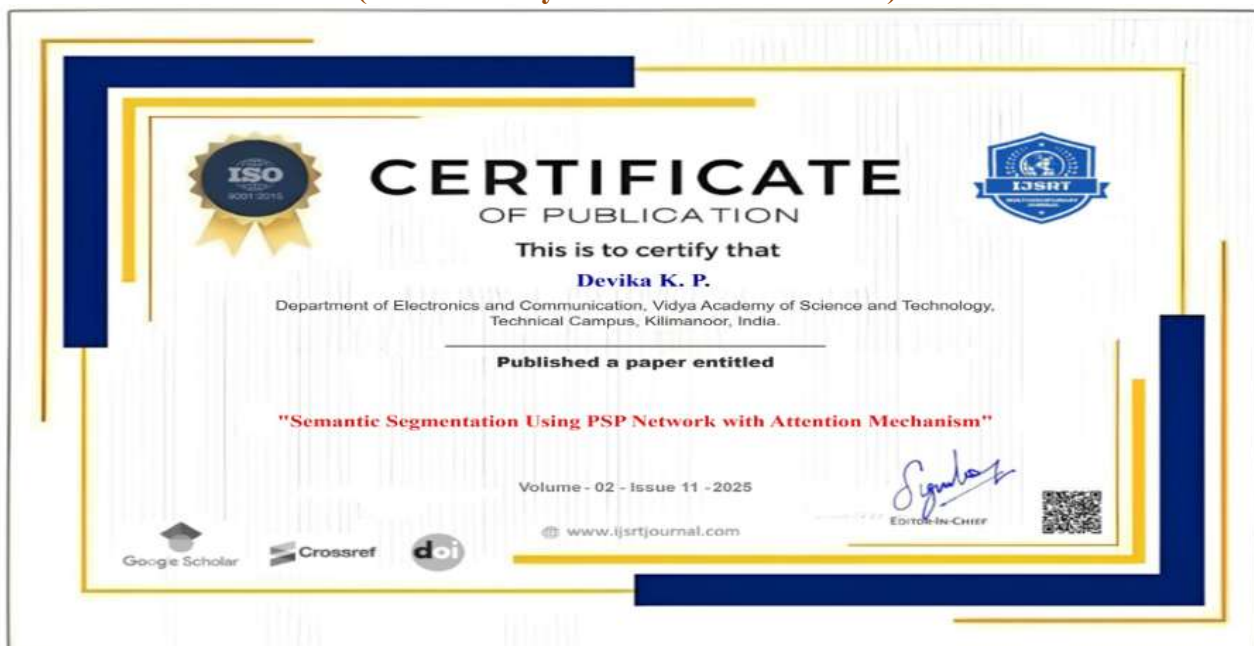 ISO
9001:2015
CERTIFICATE
OF PUBLICATION
IJSRT
This is to certify that
Devika K. P.
Department of Electronics and Communication, Vidya Academy of Science and Technology,
Technical Campus, Kilimanoor, India.
Published a paper entitled
"Semantic Segmentation Using PSP Network with Attention Mechanism"
Volume - 02 - Issue 11 - 2025
EDITOR-IN-CHIEF
www.ijsrtjournal.com
Google Scholar
Crossref
doi